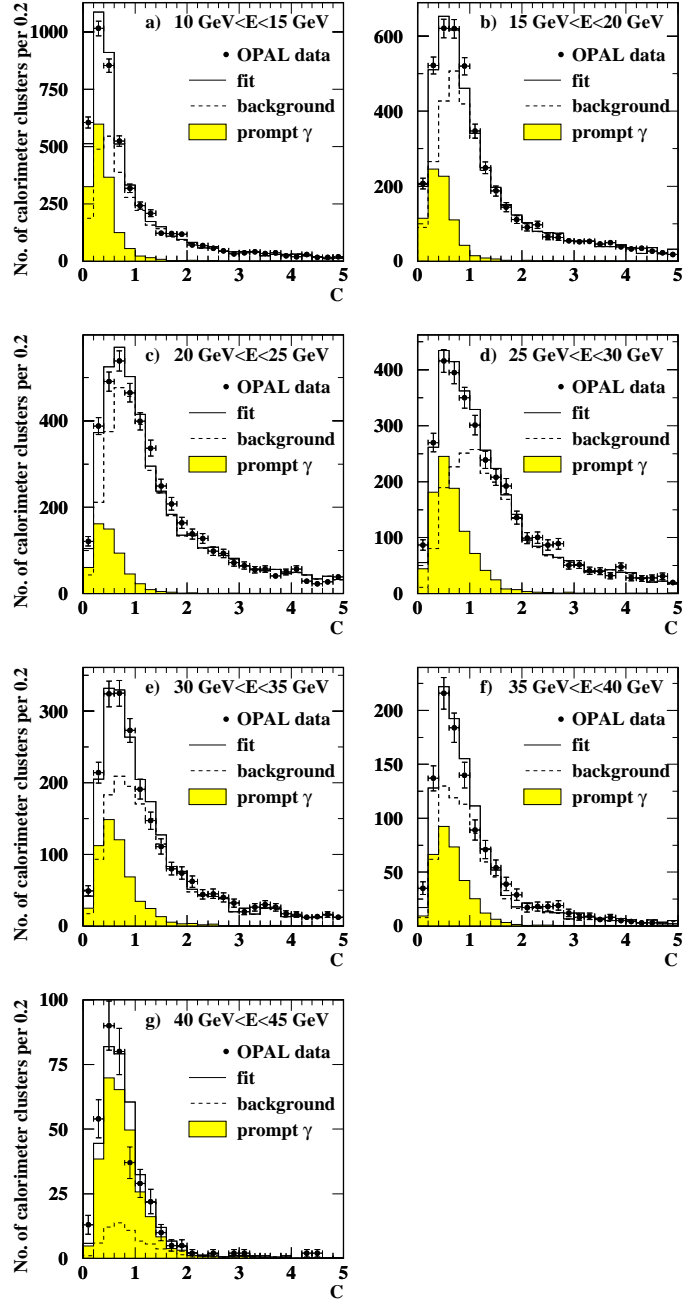 No. of calorimeter clusters per 0.2
a) 10 GeV<E<15 GeV
OPAL data
fit
background
prompt γ
0
250
500
750
1000
0 1 2 3 4 5
C
b) 15 GeV<E<20 GeV
OPAL data
fit
background
prompt γ
0
200
400
600
0 1 2 3 4 5
C
No. of calorimeter clusters per 0.2
c) 20 GeV<E<25 GeV
OPAL data
fit
background
prompt γ
0
200
400
0 1 2 3 4 5
C
d) 25 GeV<E<30 GeV
OPAL data
fit
background
prompt γ
0
100
200
300
400
0 1 2 3 4 5
C
No. of calorimeter clusters per 0.2
e) 30 GeV<E<35 GeV
OPAL data
fit
background
prompt γ
0
100
200
300
0 1 2 3 4 5
C
f) 35 GeV<E<40 GeV
OPAL data
fit
background
prompt γ
0
50
100
150
200
0 1 2 3 4 5
C
No. of calorimeter clusters per 0.2
g) 40 GeV<E<45 GeV
OPAL data
fit
background
prompt γ
0
25
50
75
100
0 1 2 3 4 5
C